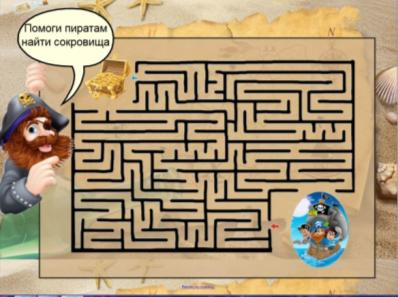 Помоги пиратам
найти сокровища
N